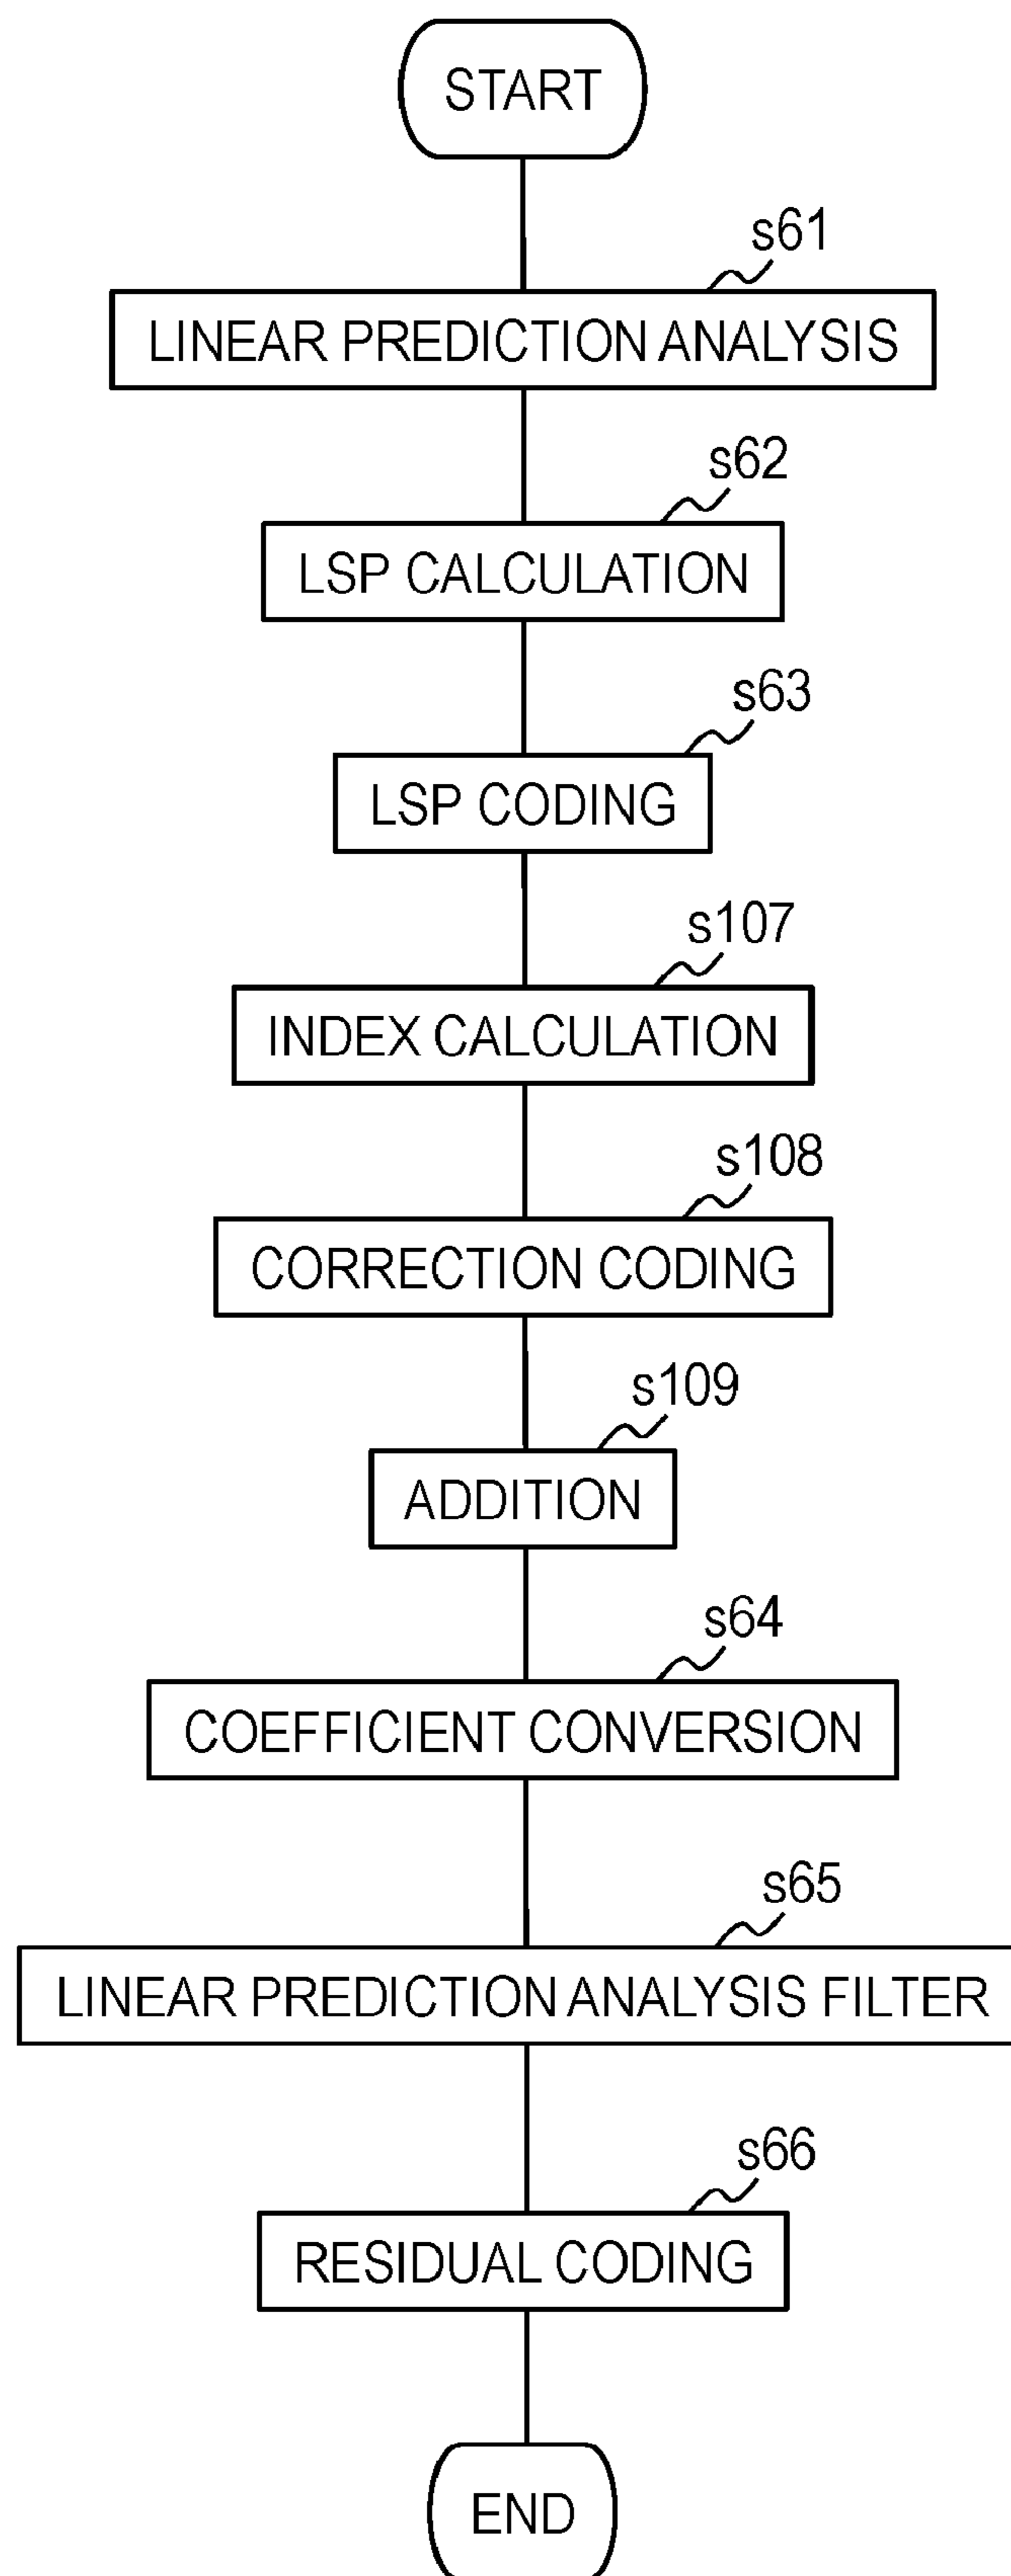 START
s61
LINEAR PREDICTION ANALYSIS
s62
LSP CALCULATION
s63
LSP CODING
s107
INDEX CALCULATION
s108
CORRECTION CODING
s109
ADDITION
s64
COEFFICIENT CONVERSION
s65
LINEAR PREDICTION ANALYSIS FILTER
s66
RESIDUAL CODING
END